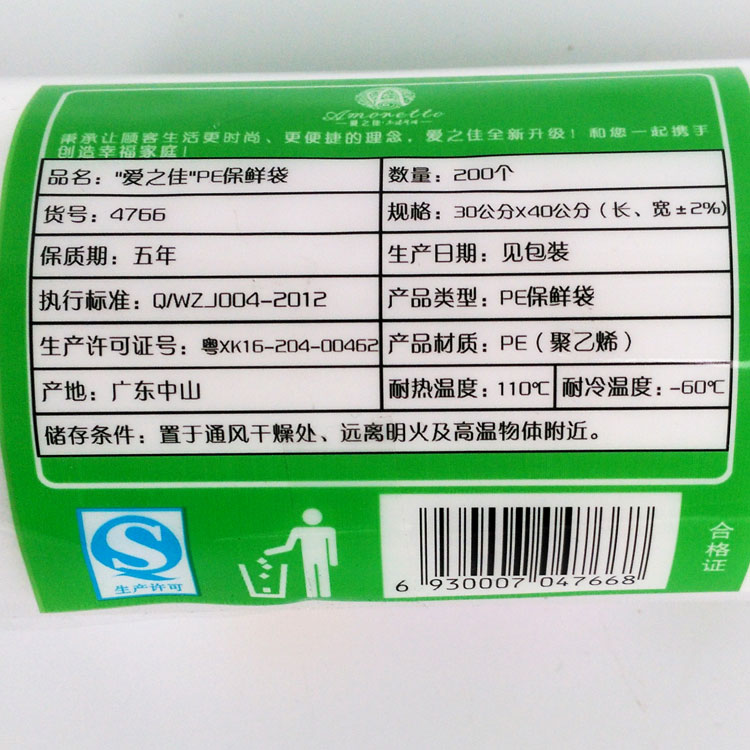 Amoretto
秉承让顾客生活更时尚、更便捷的理念，爱之佳全新升级！和您一起携手
创造幸福家庭！
品名："爱之佳"PE保鲜袋 数量：200个
货号：4766 规格：30公分X40公分（长、宽±2%）
保质期：五年 生产日期：见包装
执行标准：Q/WZJ004-2012 产品类型：PE保鲜袋
生产许可证号：粤XK16-204-00462 产品材质：PE（聚乙烯）
产地：广东中山 耐热温度：110℃ 耐冷温度：-60℃
储存条件：置于通风干燥处、远离明火及高温物体附近。
生产许可
6 930007 047668
合格证